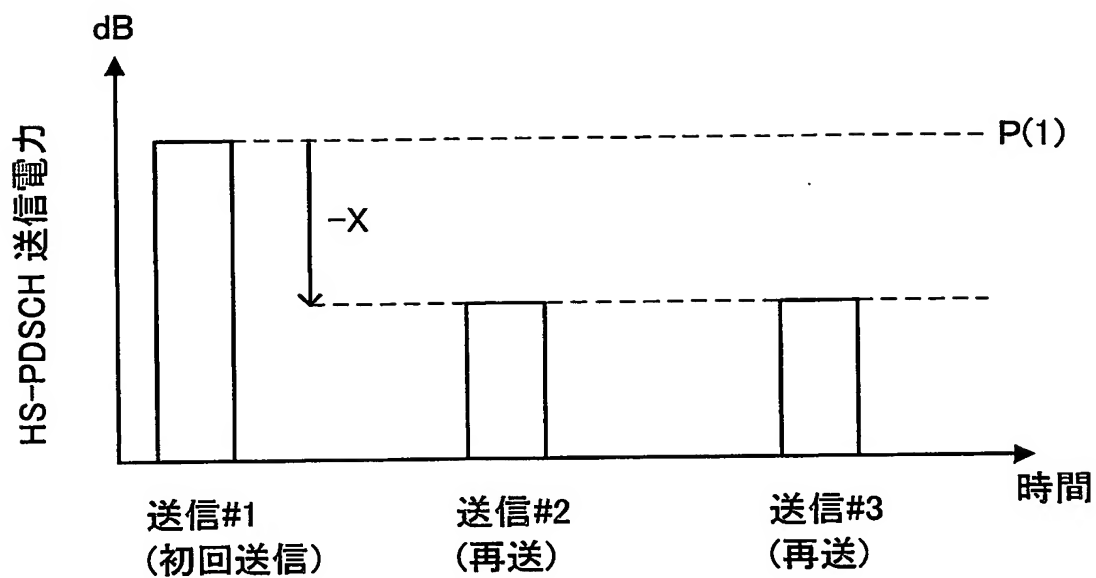 dB
HS-PDSCH 送信電力
P(1)
-X
時間
送信#1
(初回送信)
送信#2
(再送)
送信#3
(再送)